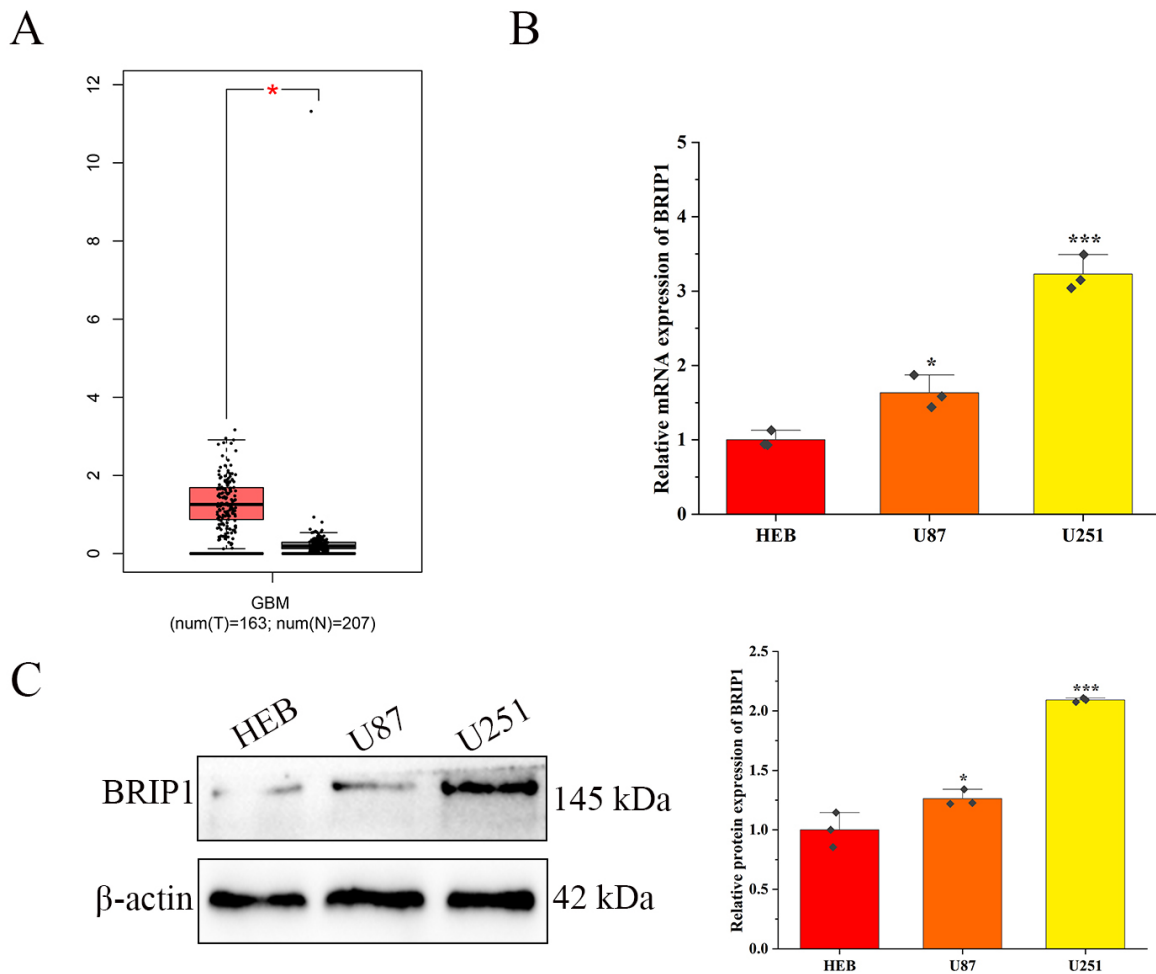 A
12
10
8
6
4
2
0
*
GBM
(num(T)=163; num(N)=207)
B
Relative mRNA expression of BRIP1
5
4
3
2
1
0
*
***
HEB U87 U251
C
HEB U87 U251
BRIP1 145 kDa
β-actin 42 kDa
Relative protein expression of BRIP1
2.5
2.0
1.5
1.0
0.5
0.0
*
***
HEB U87 U251